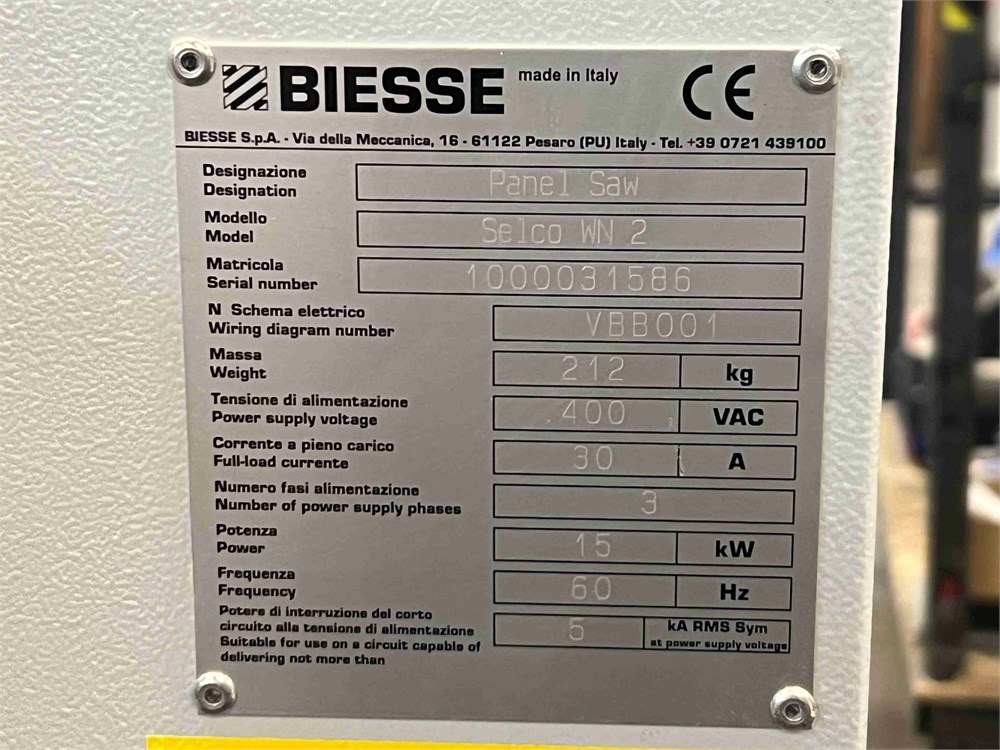 BIESSE made in Italy CE
BIESSE S.p.A. - Via della Meccanica, 16 - 61122 Pesaro (PU) Italy - Tel. +39 0721 439100
Designazione
Designation
Panel Saw
Modello
Model
Selco WN 2
Matricola
Serial number
1000031586
N Schema elettrico
Wiring diagram number
VBB001
Massa
Weight
212 kg
Tensione di alimentazione
Power supply voltage
400 VAC
Corrente a pieno carico
Full-load currente
30 A
Numero fasi alimentazione
Number of power supply phases
3
Potenza
Power
15 kW
Frequenza
Frequency
60 Hz
Potere di interruzione del corto
circuito alla tensione di alimentazione
Suitable for use on a circuit capable of
delivering not more than
5 kA RMS Sym
at power supply voltage